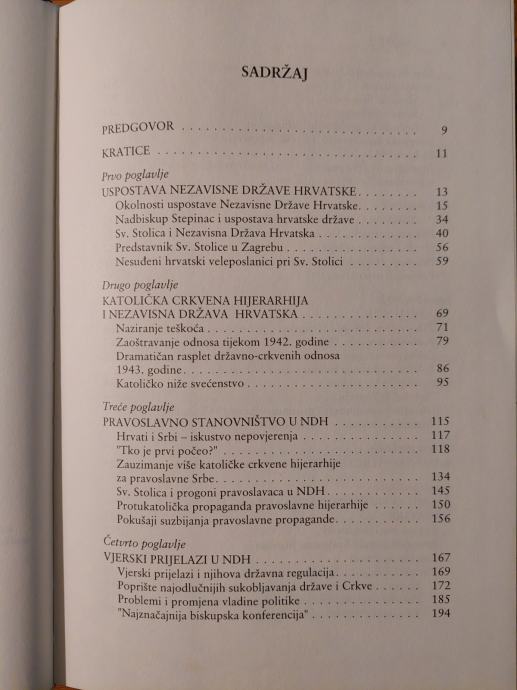 SADRŽAJ
PREDGOVOR . . . . . . . . . . . . . . . . . . . . . . . . . . . . . . 9
KRATICE . . . . . . . . . . . . . . . . . . . . . . . . . . . . . . 11
Prvo poglavlje
USPOSTAVA NEZAVISNE DRŽAVE HRVATSKE. . . . . . . . 13
Okolnosti uspostave Nezavisne Države Hrvatske. . . . . . . . 15
Nadbiskup Stepinac i uspostava hrvatske države . . . . . . . . 34
Sv. Stolica i Nezavisna Država Hrvatska . . . . . . . . . . . . . 40
Predstavnik Sv. Stolice u Zagrebu . . . . . . . . . . . . . . . . . 56
Nesuđeni hrvatski veleposlanici pri Sv. Stolici . . . . . . . . . . 59
Drugo poglavlje
KATOLIČKA CRKVENA HIJERARHIJA
I NEZAVISNA DRŽAVA HRVATSKA . . . . . . . . . . . . . . . 69
Naziranje teškoća . . . . . . . . . . . . . . . . . . . . . . . . . . . 71
Zaoštravanje odnosa tijekom 1942. godine . . . . . . . . . . . 79
Dramatičan rasplet državno-crkvenih odnosa
1943. godine . . . . . . . . . . . . . . . . . . . . . . . . . . . . . . 86
Katoličko niže svećenstvo . . . . . . . . . . . . . . . . . . . . . . 95
Treće poglavlje
PRAVOSLAVNO STANOVNIŠTVO U NDH . . . . . . . . . . . 115
Hrvati i Srbi – iskustvo nepovjerenja . . . . . . . . . . . . . . . 117
"Tko je prvi počeo?" . . . . . . . . . . . . . . . . . . . . . . . . . 118
Zauzimanje više katoličke crkvene hijerarhije
za pravoslavne Srbe. . . . . . . . . . . . . . . . . . . . . . . . . . 134
Sv. Stolica i progoni pravoslavaca u NDH . . . . . . . . . . . . 145
Protukatolička propaganda pravoslavne hijerarhije . . . . . . 150
Pokušaji suzbijanja pravoslavne propagande. . . . . . . . . . . 156
Četvrto poglavlje
VJERSKI PRIJELAZI U NDH . . . . . . . . . . . . . . . . . . . . . 167
Vjerski prijelazi i njihova državna regulacija. . . . . . . . . . . 169
Poprište najodlučnijih sukobljavanja države i Crkve . . . . . 172
Problemi i promjena vladine politike . . . . . . . . . . . . . . . 185
"Najznačajnija biskupska konferencija" . . . . . . . . . . . . . . 194